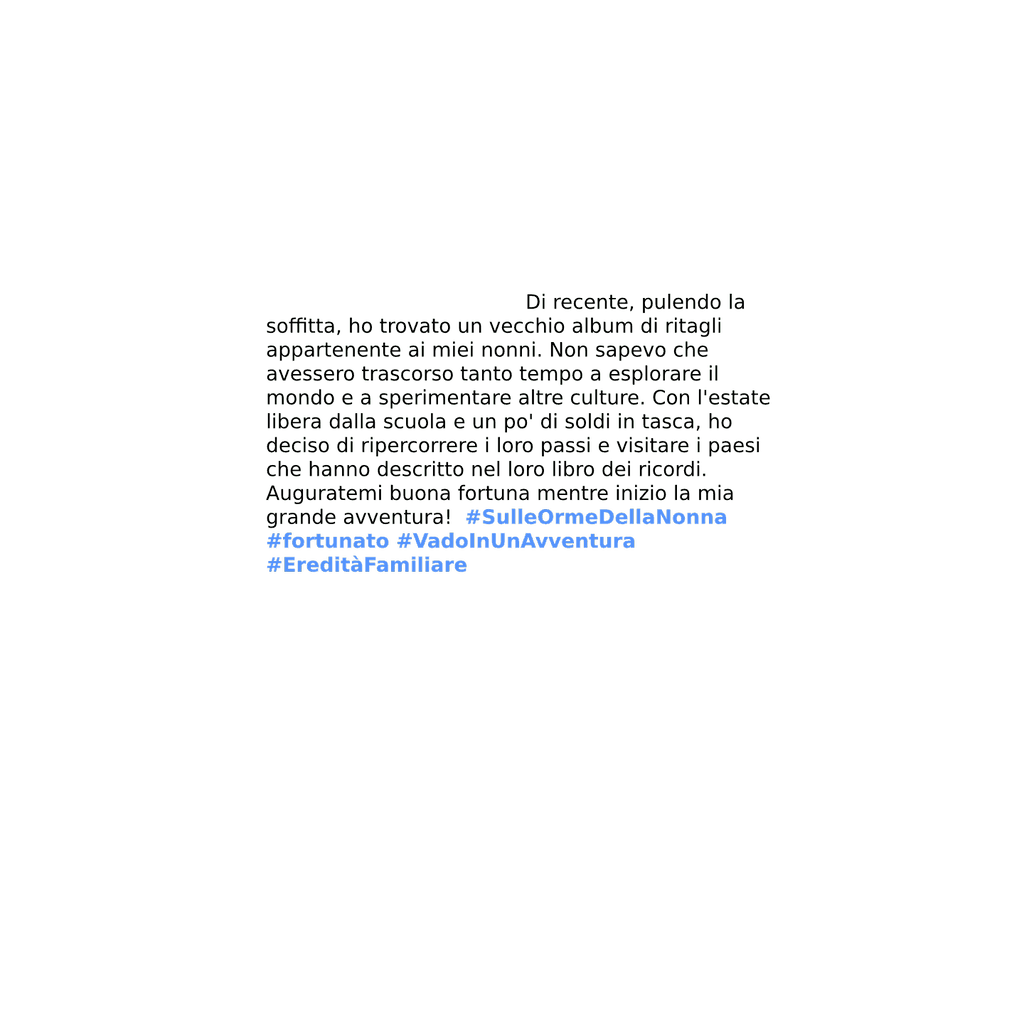 Di recente, pulendo la
soffitta, ho trovato un vecchio album di ritagli
appartenente ai miei nonni. Non sapevo che
avessero trascorso tanto tempo a esplorare il
mondo e a sperimentare altre culture. Con l'estate
libera dalla scuola e un po' di soldi in tasca, ho
deciso di ripercorrere i loro passi e visitare i paesi
che hanno descritto nel loro libro dei ricordi.
Auguratemi buona fortuna mentre inizio la mia
grande avventura!  #SulleOrmeDellaNonna
#fortunato #VadoInUnAvventura
#EreditàFamiliare